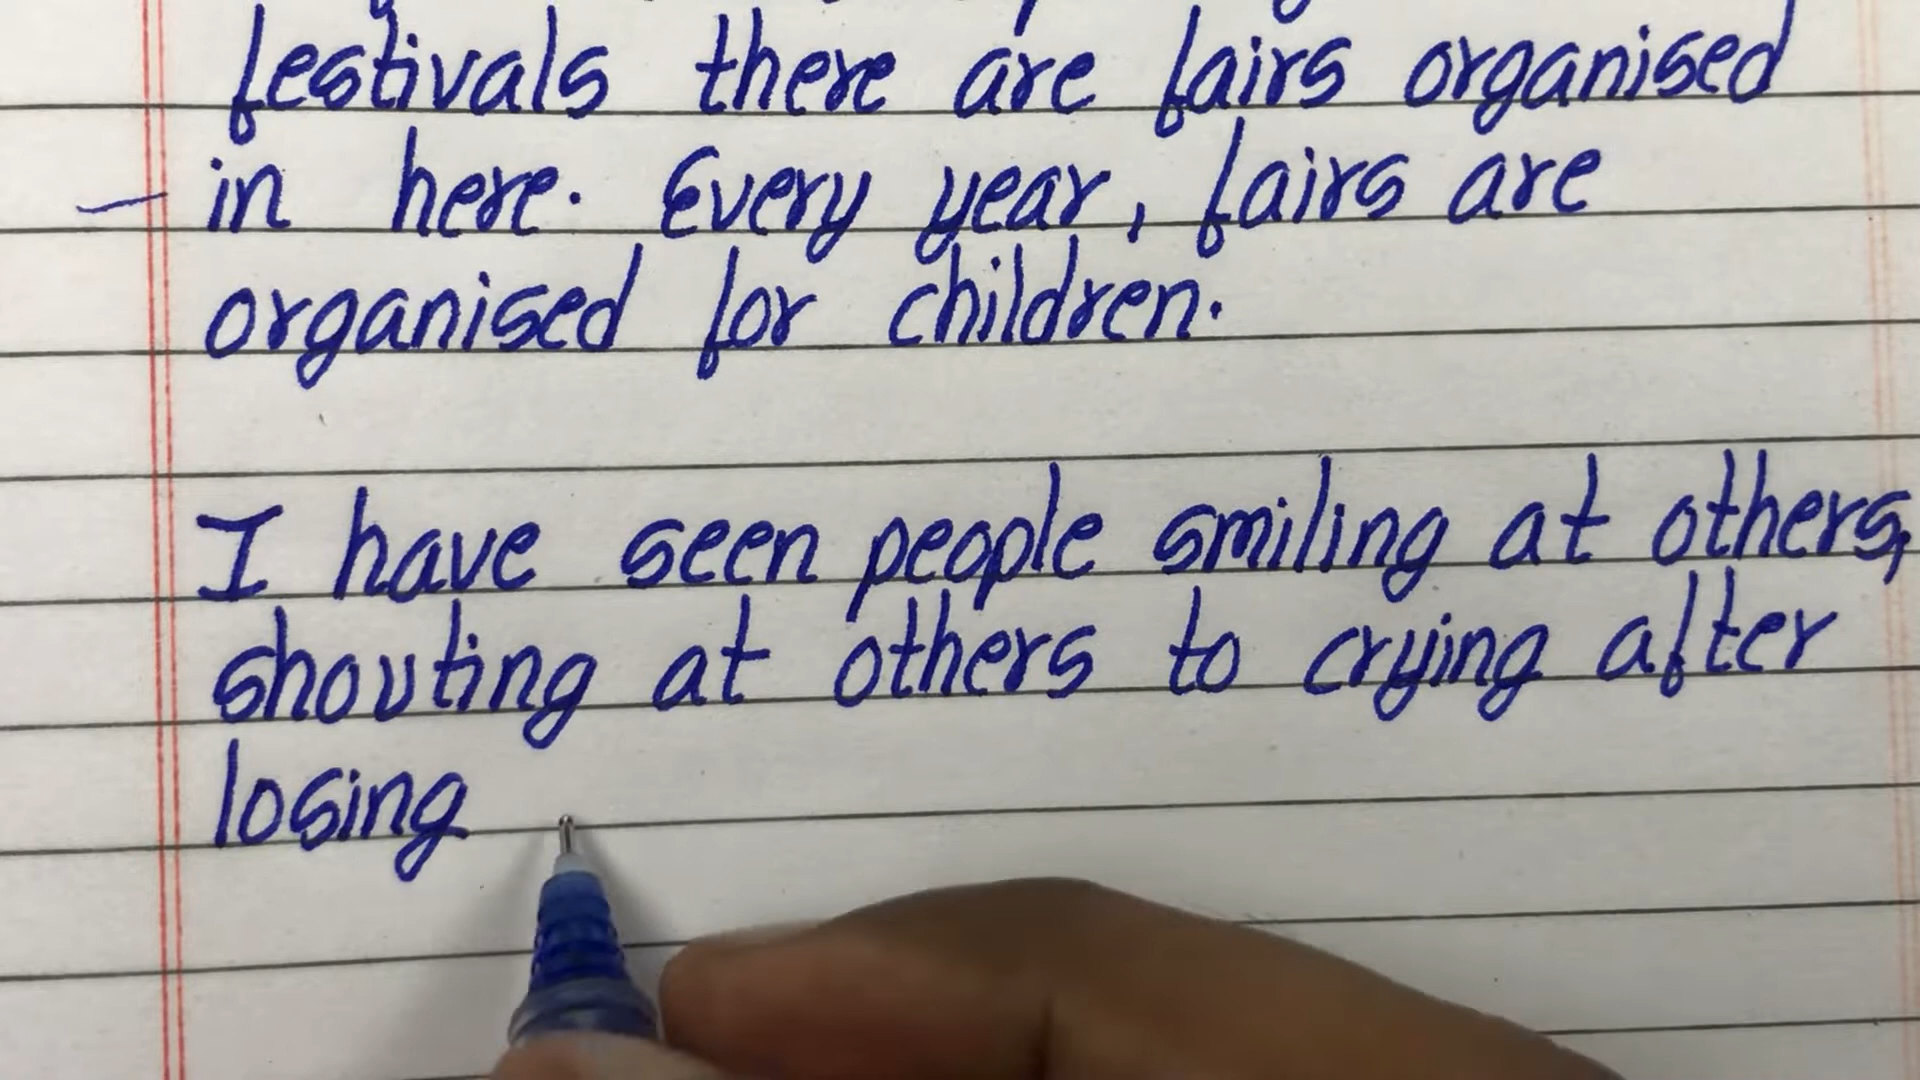 festivals there are fairs organised
in here. Every year, fairs are
organised for children.
I have seen people smiling at others,
shouting at others to crying after
losing